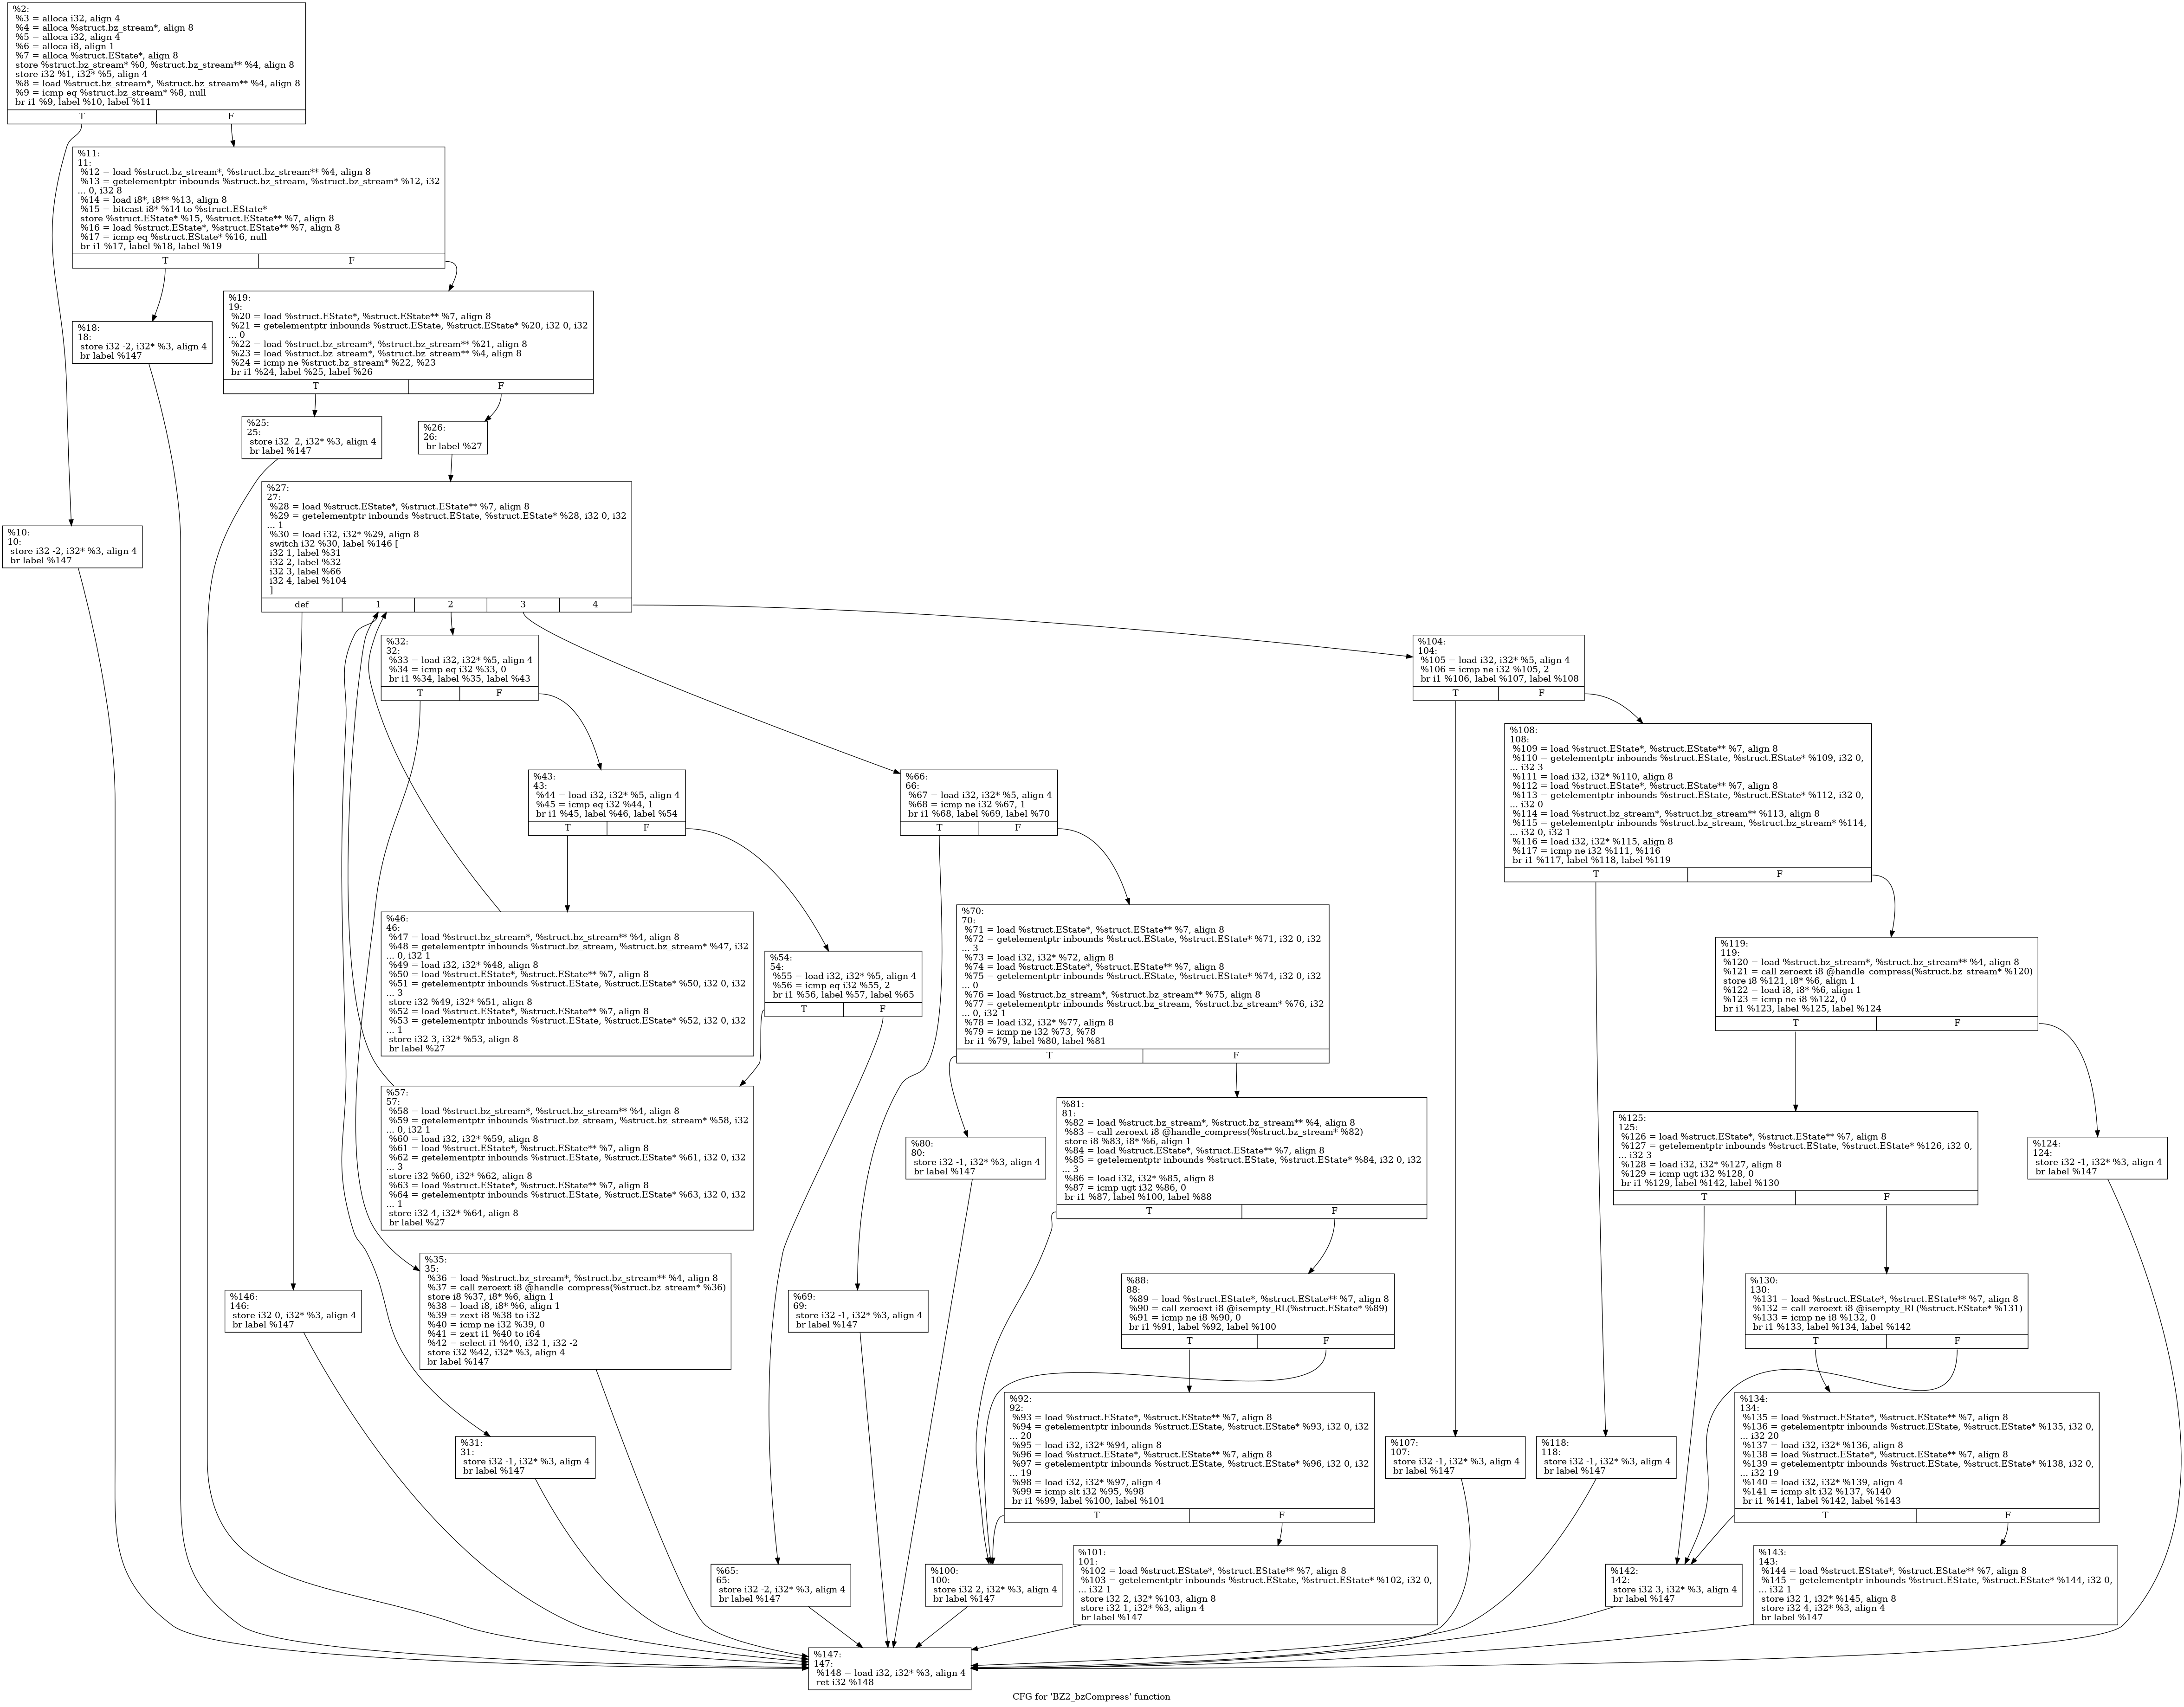 %2:
%3 = alloca i32, align 4
%4 = alloca %struct.bz_stream*, align 8
%5 = alloca i32, align 4
%6 = alloca i8, align 1
%7 = alloca %struct.EState*, align 8
store %struct.bz_stream* %0, %struct.bz_stream** %4, align 8
store i32 %1, i32* %5, align 4
%8 = load %struct.bz_stream*, %struct.bz_stream** %4, align 8
%9 = icmp eq %struct.bz_stream* %8, null
br i1 %9, label %10, label %11
T F
%11:
11:
%12 = load %struct.bz_stream*, %struct.bz_stream** %4, align 8
%13 = getelementptr inbounds %struct.bz_stream, %struct.bz_stream* %12, i32
... 0, i32 8
%14 = load i8*, i8** %13, align 8
%15 = bitcast i8* %14 to %struct.EState*
store %struct.EState* %15, %struct.EState** %7, align 8
%16 = load %struct.EState*, %struct.EState** %7, align 8
%17 = icmp eq %struct.EState* %16, null
br i1 %17, label %18, label %19
T F
%18:
18:
store i32 -2, i32* %3, align 4
br label %147
%19:
19:
%20 = load %struct.EState*, %struct.EState** %7, align 8
%21 = getelementptr inbounds %struct.EState, %struct.EState* %20, i32 0, i32
... 0
%22 = load %struct.bz_stream*, %struct.bz_stream** %21, align 8
%23 = load %struct.bz_stream*, %struct.bz_stream** %4, align 8
%24 = icmp ne %struct.bz_stream* %22, %23
br i1 %24, label %25, label %26
T F
%25:
25:
store i32 -2, i32* %3, align 4
br label %147
%26:
26:
br label %27
%10:
10:
store i32 -2, i32* %3, align 4
br label %147
%27:
27:
%28 = load %struct.EState*, %struct.EState** %7, align 8
%29 = getelementptr inbounds %struct.EState, %struct.EState* %28, i32 0, i32
... 1
%30 = load i32, i32* %29, align 8
switch i32 %30, label %146 [
i32 1, label %31
i32 2, label %32
i32 3, label %66
i32 4, label %104
]
def 1 2 3 4
%32:
32:
%33 = load i32, i32* %5, align 4
%34 = icmp eq i32 %33, 0
br i1 %34, label %35, label %43
T F
%104:
104:
%105 = load i32, i32* %5, align 4
%106 = icmp ne i32 %105, 2
br i1 %106, label %107, label %108
T F
%43:
43:
%44 = load i32, i32* %5, align 4
%45 = icmp eq i32 %44, 1
br i1 %45, label %46, label %54
T F
%66:
66:
%67 = load i32, i32* %5, align 4
%68 = icmp ne i32 %67, 1
br i1 %68, label %69, label %70
T F
%108:
108:
%109 = load %struct.EState*, %struct.EState** %7, align 8
%110 = getelementptr inbounds %struct.EState, %struct.EState* %109, i32 0,
... i32 3
%111 = load i32, i32* %110, align 8
%112 = load %struct.EState*, %struct.EState** %7, align 8
%113 = getelementptr inbounds %struct.EState, %struct.EState* %112, i32 0,
... i32 0
%114 = load %struct.bz_stream*, %struct.bz_stream** %113, align 8
%115 = getelementptr inbounds %struct.bz_stream, %struct.bz_stream* %114,
... i32 0, i32 1
%116 = load i32, i32* %115, align 8
%117 = icmp ne i32 %111, %116
br i1 %117, label %118, label %119
T F
%46:
46:
%47 = load %struct.bz_stream*, %struct.bz_stream** %4, align 8
%48 = getelementptr inbounds %struct.bz_stream, %struct.bz_stream* %47, i32
... 0, i32 1
%49 = load i32, i32* %48, align 8
%50 = load %struct.EState*, %struct.EState** %7, align 8
%51 = getelementptr inbounds %struct.EState, %struct.EState* %50, i32 0, i32
... 3
store i32 %49, i32* %51, align 8
%52 = load %struct.EState*, %struct.EState** %7, align 8
%53 = getelementptr inbounds %struct.EState, %struct.EState* %52, i32 0, i32
... 1
store i32 3, i32* %53, align 8
br label %27
%54:
54:
%55 = load i32, i32* %5, align 4
%56 = icmp eq i32 %55, 2
br i1 %56, label %57, label %65
T F
%70:
70:
%71 = load %struct.EState*, %struct.EState** %7, align 8
%72 = getelementptr inbounds %struct.EState, %struct.EState* %71, i32 0, i32
... 3
%73 = load i32, i32* %72, align 8
%74 = load %struct.EState*, %struct.EState** %7, align 8
%75 = getelementptr inbounds %struct.EState, %struct.EState* %74, i32 0, i32
... 0
%76 = load %struct.bz_stream*, %struct.bz_stream** %75, align 8
%77 = getelementptr inbounds %struct.bz_stream, %struct.bz_stream* %76, i32
... 0, i32 1
%78 = load i32, i32* %77, align 8
%79 = icmp ne i32 %73, %78
br i1 %79, label %80, label %81
T F
%119:
119:
%120 = load %struct.bz_stream*, %struct.bz_stream** %4, align 8
%121 = call zeroext i8 @handle_compress(%struct.bz_stream* %120)
store i8 %121, i8* %6, align 1
%122 = load i8, i8* %6, align 1
%123 = icmp ne i8 %122, 0
br i1 %123, label %125, label %124
T F
%57:
57:
%58 = load %struct.bz_stream*, %struct.bz_stream** %4, align 8
%59 = getelementptr inbounds %struct.bz_stream, %struct.bz_stream* %58, i32
... 0, i32 1
%60 = load i32, i32* %59, align 8
%61 = load %struct.EState*, %struct.EState** %7, align 8
%62 = getelementptr inbounds %struct.EState, %struct.EState* %61, i32 0, i32
... 3
store i32 %60, i32* %62, align 8
%63 = load %struct.EState*, %struct.EState** %7, align 8
%64 = getelementptr inbounds %struct.EState, %struct.EState* %63, i32 0, i32
... 1
store i32 4, i32* %64, align 8
br label %27
%80:
80:
store i32 -1, i32* %3, align 4
br label %147
%81:
81:
%82 = load %struct.bz_stream*, %struct.bz_stream** %4, align 8
%83 = call zeroext i8 @handle_compress(%struct.bz_stream* %82)
store i8 %83, i8* %6, align 1
%84 = load %struct.EState*, %struct.EState** %7, align 8
%85 = getelementptr inbounds %struct.EState, %struct.EState* %84, i32 0, i32
... 3
%86 = load i32, i32* %85, align 8
%87 = icmp ugt i32 %86, 0
br i1 %87, label %100, label %88
T F
%125:
125:
%126 = load %struct.EState*, %struct.EState** %7, align 8
%127 = getelementptr inbounds %struct.EState, %struct.EState* %126, i32 0,
... i32 3
%128 = load i32, i32* %127, align 8
%129 = icmp ugt i32 %128, 0
br i1 %129, label %142, label %130
T F
%124:
124:
store i32 -1, i32* %3, align 4
br label %147
%146:
146:
store i32 0, i32* %3, align 4
br label %147
%35:
35:
%36 = load %struct.bz_stream*, %struct.bz_stream** %4, align 8
%37 = call zeroext i8 @handle_compress(%struct.bz_stream* %36)
store i8 %37, i8* %6, align 1
%38 = load i8, i8* %6, align 1
%39 = zext i8 %38 to i32
%40 = icmp ne i32 %39, 0
%41 = zext i1 %40 to i64
%42 = select i1 %40, i32 1, i32 -2
store i32 %42, i32* %3, align 4
br label %147
%69:
69:
store i32 -1, i32* %3, align 4
br label %147
%88:
88:
%89 = load %struct.EState*, %struct.EState** %7, align 8
%90 = call zeroext i8 @isempty_RL(%struct.EState* %89)
%91 = icmp ne i8 %90, 0
br i1 %91, label %92, label %100
T F
%130:
130:
%131 = load %struct.EState*, %struct.EState** %7, align 8
%132 = call zeroext i8 @isempty_RL(%struct.EState* %131)
%133 = icmp ne i8 %132, 0
br i1 %133, label %134, label %142
T F
%31:
31:
store i32 -1, i32* %3, align 4
br label %147
%92:
92:
%93 = load %struct.EState*, %struct.EState** %7, align 8
%94 = getelementptr inbounds %struct.EState, %struct.EState* %93, i32 0, i32
... 20
%95 = load i32, i32* %94, align 8
%96 = load %struct.EState*, %struct.EState** %7, align 8
%97 = getelementptr inbounds %struct.EState, %struct.EState* %96, i32 0, i32
... 19
%98 = load i32, i32* %97, align 4
%99 = icmp slt i32 %95, %98
br i1 %99, label %100, label %101
T F
%107:
107:
store i32 -1, i32* %3, align 4
br label %147
%118:
118:
store i32 -1, i32* %3, align 4
br label %147
%134:
134:
%135 = load %struct.EState*, %struct.EState** %7, align 8
%136 = getelementptr inbounds %struct.EState, %struct.EState* %135, i32 0,
... i32 20
%137 = load i32, i32* %136, align 8
%138 = load %struct.EState*, %struct.EState** %7, align 8
%139 = getelementptr inbounds %struct.EState, %struct.EState* %138, i32 0,
... i32 19
%140 = load i32, i32* %139, align 4
%141 = icmp slt i32 %137, %140
br i1 %141, label %142, label %143
T F
%65:
65:
store i32 -2, i32* %3, align 4
br label %147
%100:
100:
store i32 2, i32* %3, align 4
br label %147
%101:
101:
%102 = load %struct.EState*, %struct.EState** %7, align 8
%103 = getelementptr inbounds %struct.EState, %struct.EState* %102, i32 0,
... i32 1
store i32 2, i32* %103, align 8
store i32 1, i32* %3, align 4
br label %147
%142:
142:
store i32 3, i32* %3, align 4
br label %147
%143:
143:
%144 = load %struct.EState*, %struct.EState** %7, align 8
%145 = getelementptr inbounds %struct.EState, %struct.EState* %144, i32 0,
... i32 1
store i32 1, i32* %145, align 8
store i32 4, i32* %3, align 4
br label %147
%147:
147:
%148 = load i32, i32* %3, align 4
ret i32 %148
CFG for 'BZ2_bzCompress' function